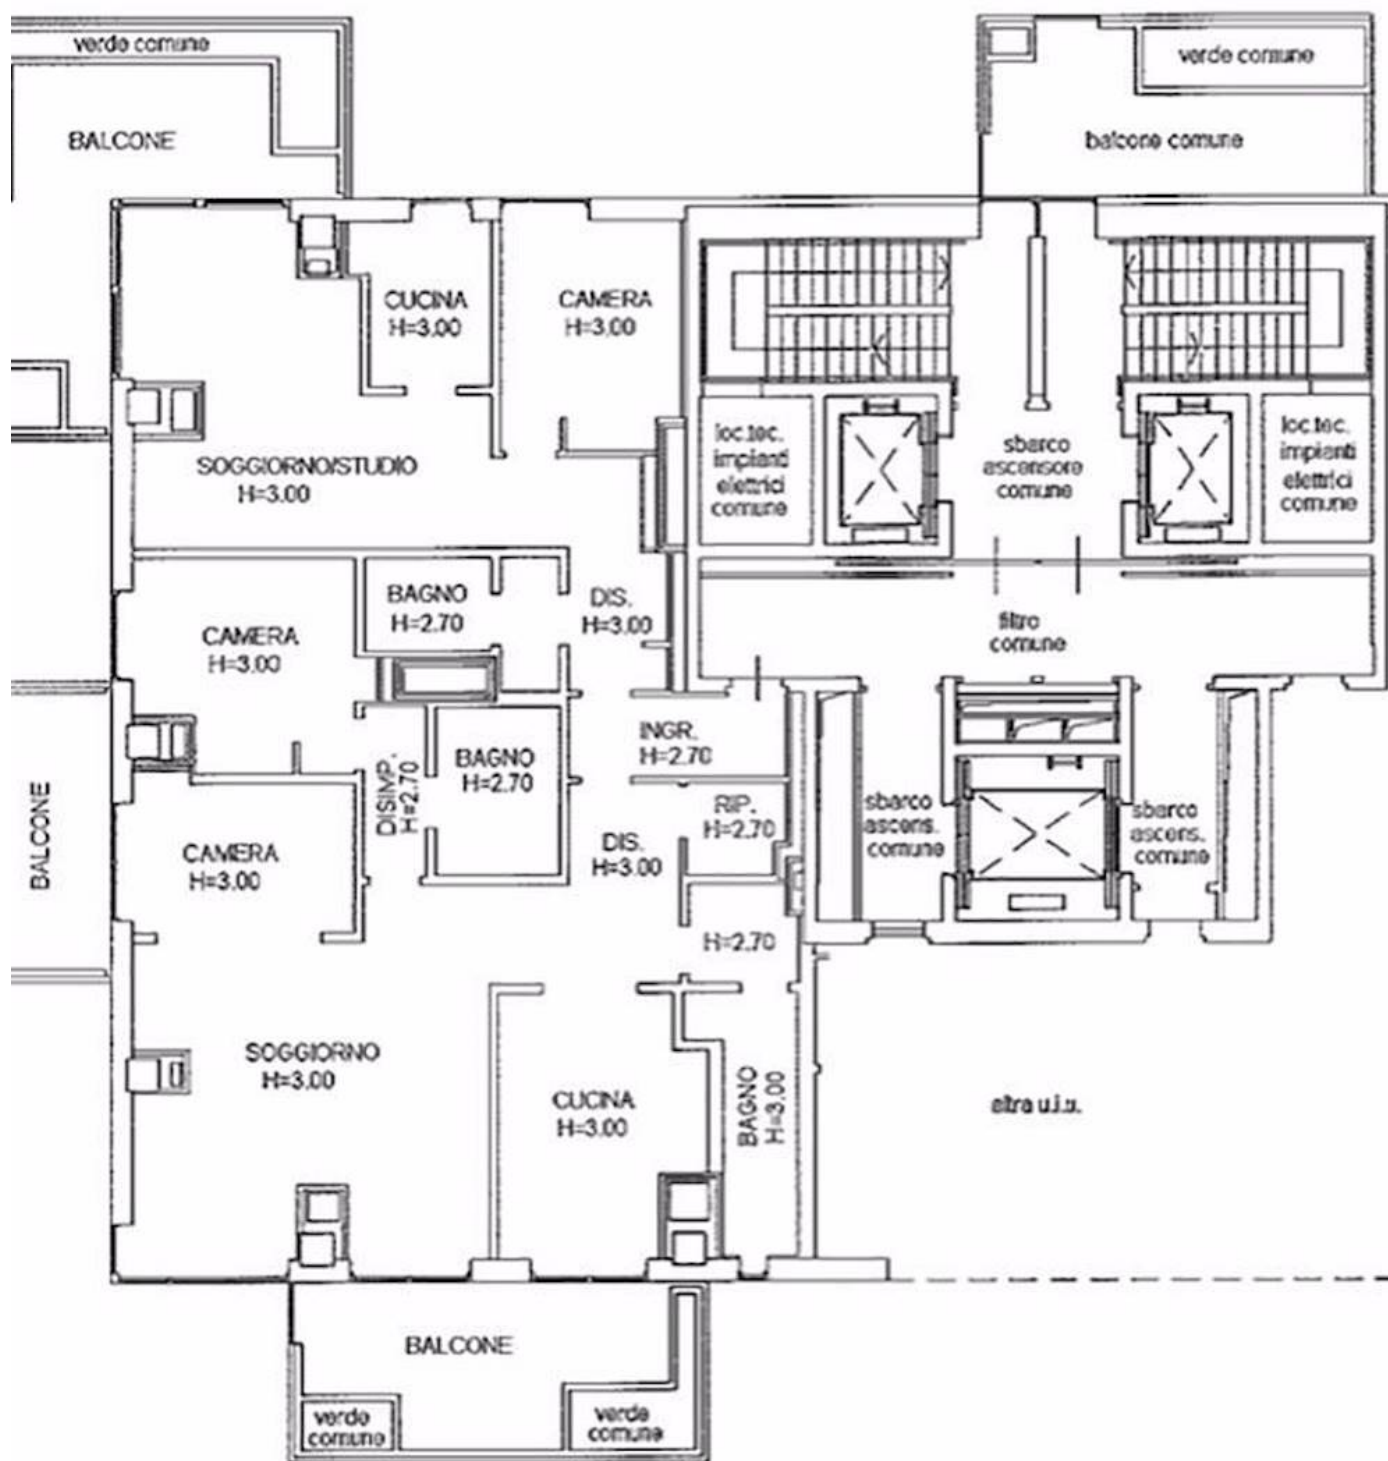 verde comune
verde comune
BALCONE
balcone comune
CUCINA
H=3.00
CAMERA
H=3.00
loc.tec.
impianti
elettrici
comune
sbarco
ascensore
comune
loc.tec.
impianti
elettrici
comune
SOGGIORNO/STUDIO
H=3.00
BAGNO
H=2.70
DIS.
H=3.00
CAMERA
H=3.00
filtro
comune
INGR.
H=2.70
BAGNO
H=2.70
DISIMP.
H=2.70
BALCONE
RIP.
H=2.70
sbarco
ascens.
comune
sbarco
ascens.
comune
CAMERA
H=3.00
DIS.
H=3.00
H=2.70
SOGGIORNO
H=3.00
CUCINA
H=3.00
BAGNO
H=3.00
altra u.i.u.
BALCONE
verde
comune
verde
comune